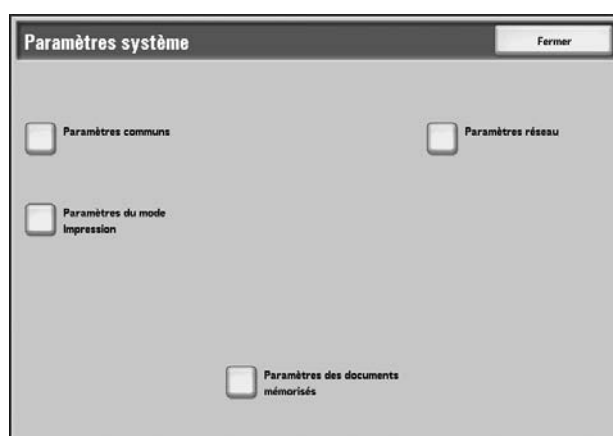 Paramètres système
Fermer
Paramètres communs
Paramètres réseau
Paramètres du mode
Impression
Paramètres des documents
mémorisés